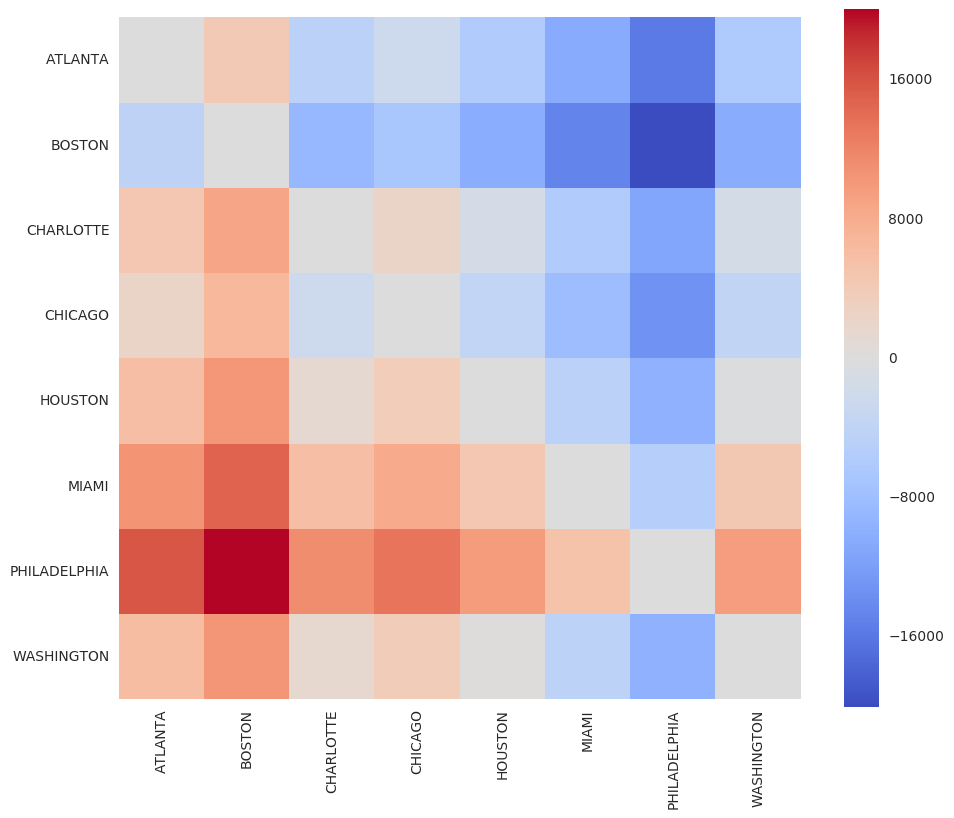 ATLANTA
BOSTON
CHARLOTTE
CHICAGO
HOUSTON
MIAMI
PHILADELPHIA
WASHINGTON
ATLANTA
BOSTON
CHARLOTTE
CHICAGO
HOUSTON
MIAMI
PHILADELPHIA
WASHINGTON
16000
8000
0
−8000
−16000